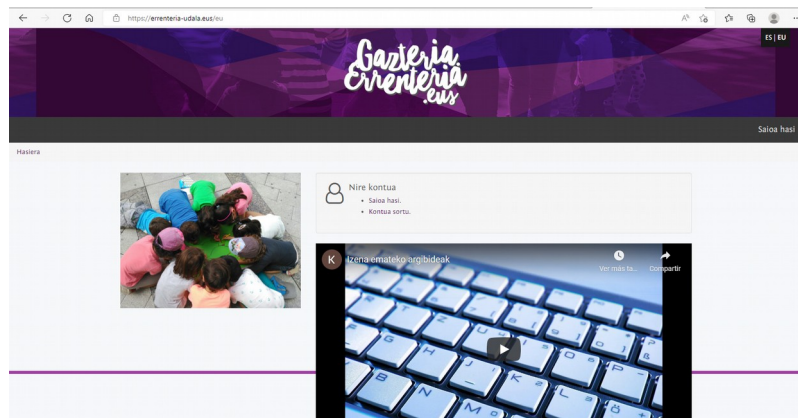 https://errenteria-udala.eus/eu
ES | EU
Gazteria.
Errenteria
.eus
Saioa hasi
Hasiera
Nire kontua
Saioa hasi.
Kontua sortu.
K
Izena emateko argibideak
Ver más ta...
Compartir